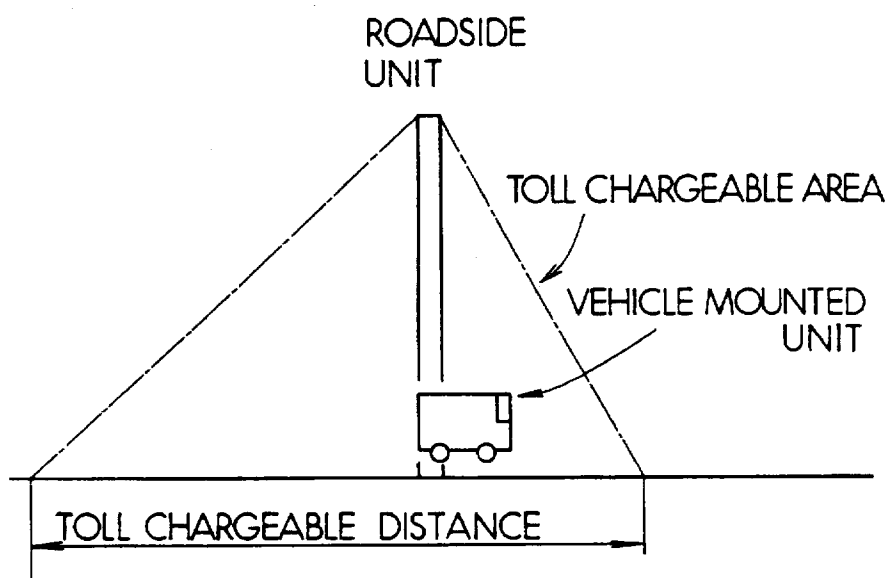 ROADSIDE
UNIT
TOLL CHARGEABLE AREA
VEHICLE MOUNTED
UNIT
TOLL CHARGEABLE DISTANCE